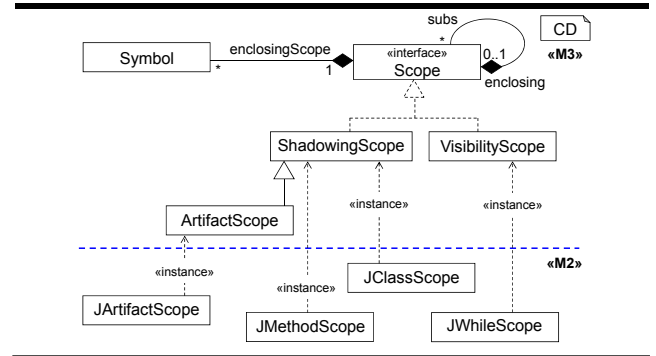 subs
CD
enclosingScope
*
«interface»
0..1
«M3»
Symbol
Scope
*
1
enclosing
ShadowingScope
VisibilityScope
«instance»
«instance»
ArtifactScope
«M2»
«instance»
«instance»
JClassScope
JArtifactScope
JMethodScope
JWhileScope